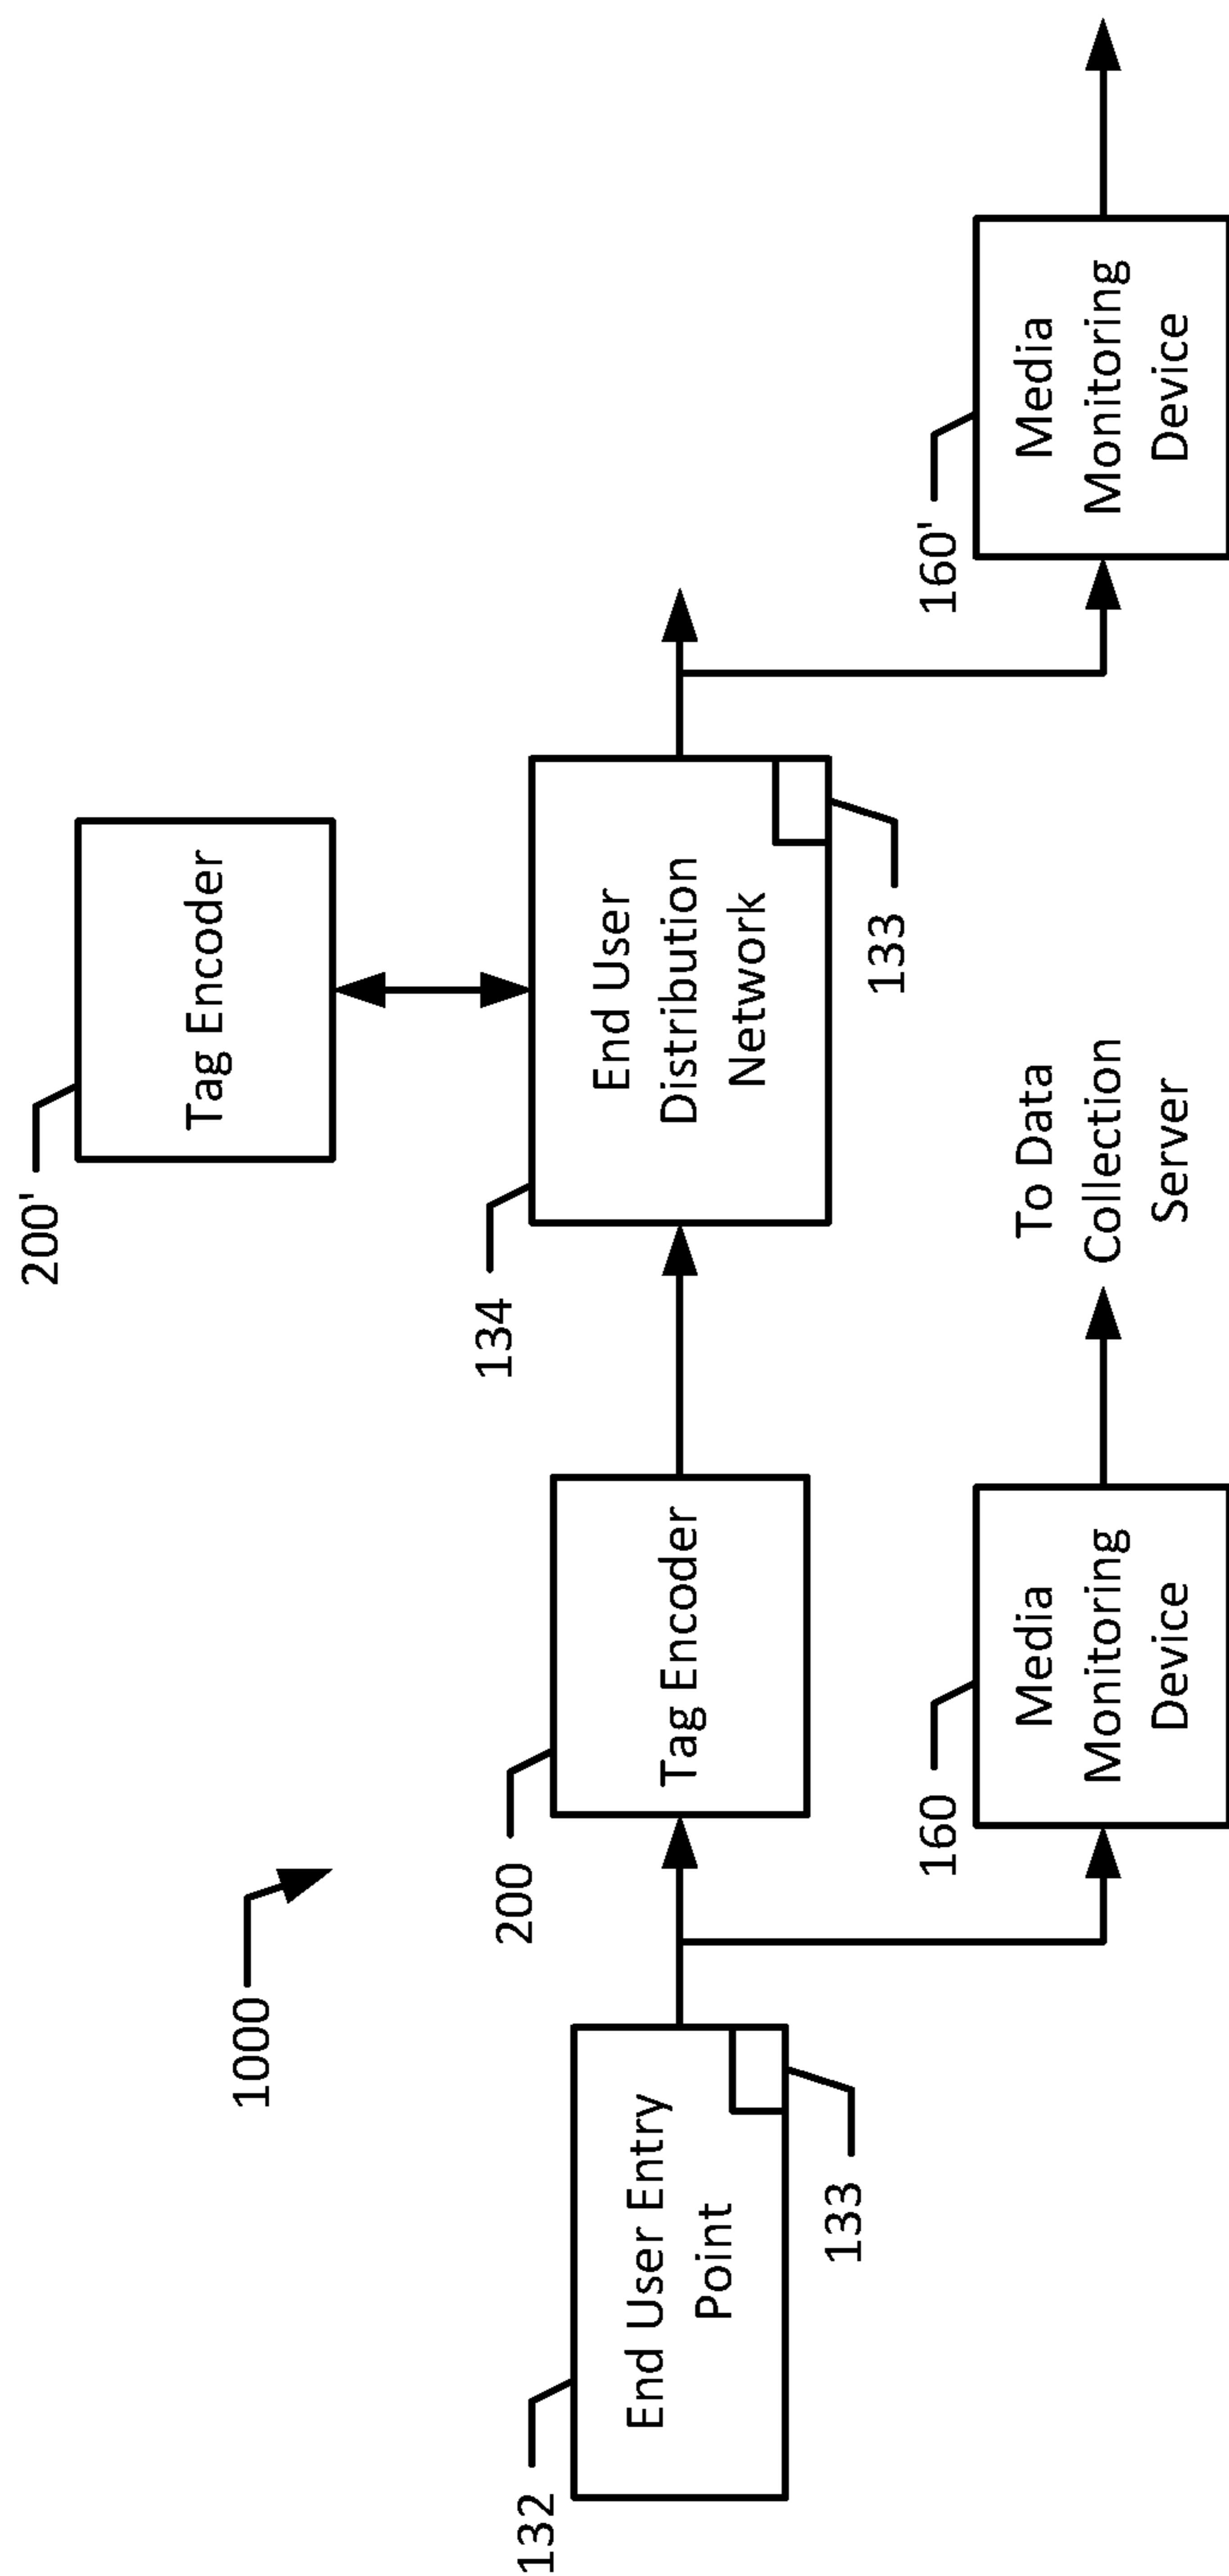 1000
200'
Tag Encoder
132
End User Entry
Point
133
200
Tag Encoder
134
End User
Distribution
Network
133
160
Media
Monitoring
Device
To Data
Collection
Server
160'
Media
Monitoring
Device